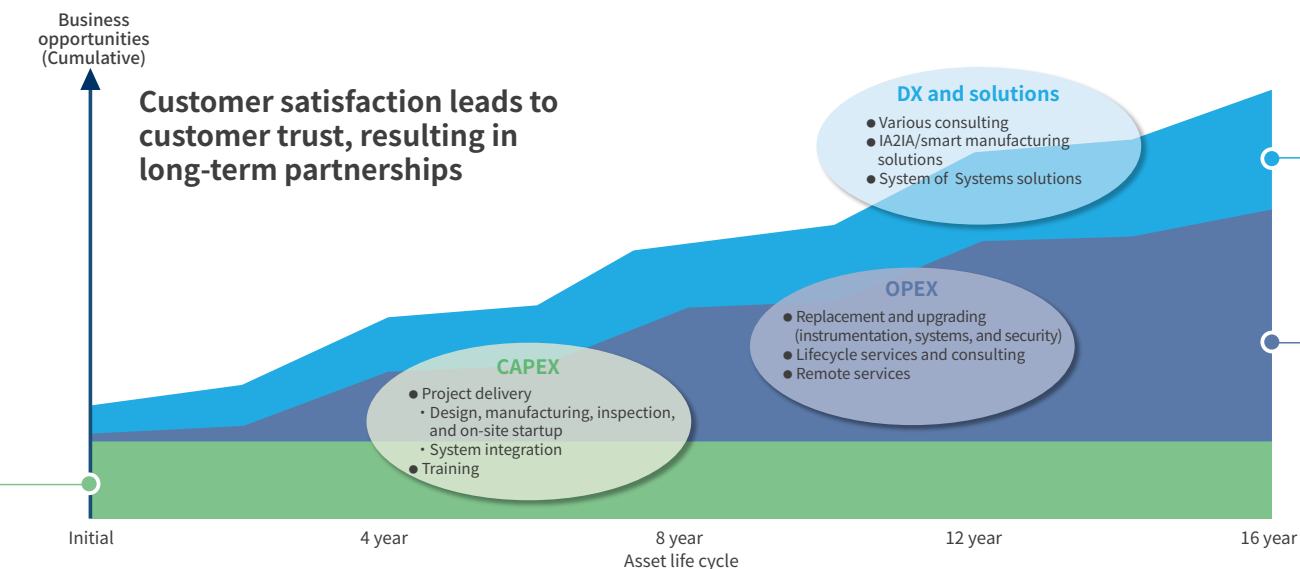 Business
opportunities
(Cumulative)
Customer satisfaction leads to
customer trust, resulting in
long-term partnerships
DX and solutions
● Various consulting
● IA2IA/smart manufacturing
solutions
● System of Systems solutions
OPEX
● Replacement and upgrading
(instrumentation, systems, and security)
● Lifecycle services and consulting
● Remote services
CAPEX
● Project delivery
・Design, manufacturing, inspection,
and on-site startup
・System integration
● Training
Initial
4 year
8 year
12 year
16 year
Asset life cycle